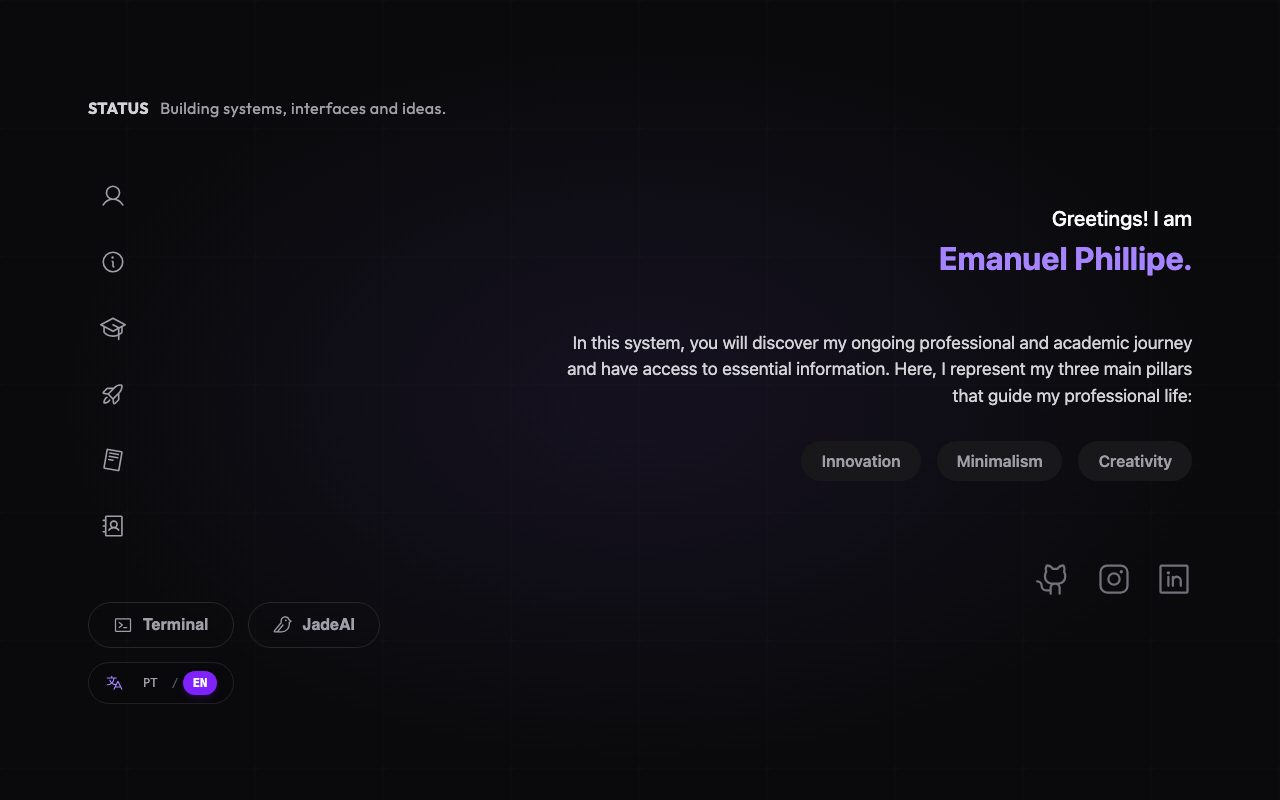 STATUS Building systems, interfaces and ideas.
Greetings! I am
Emanuel Phillipe.
In this system, you will discover my ongoing professional and academic journey
and have access to essential information. Here, I represent my three main pillars
that guide my professional life:
Innovation Minimalism Creativity
Terminal JadeAI
PT / EN